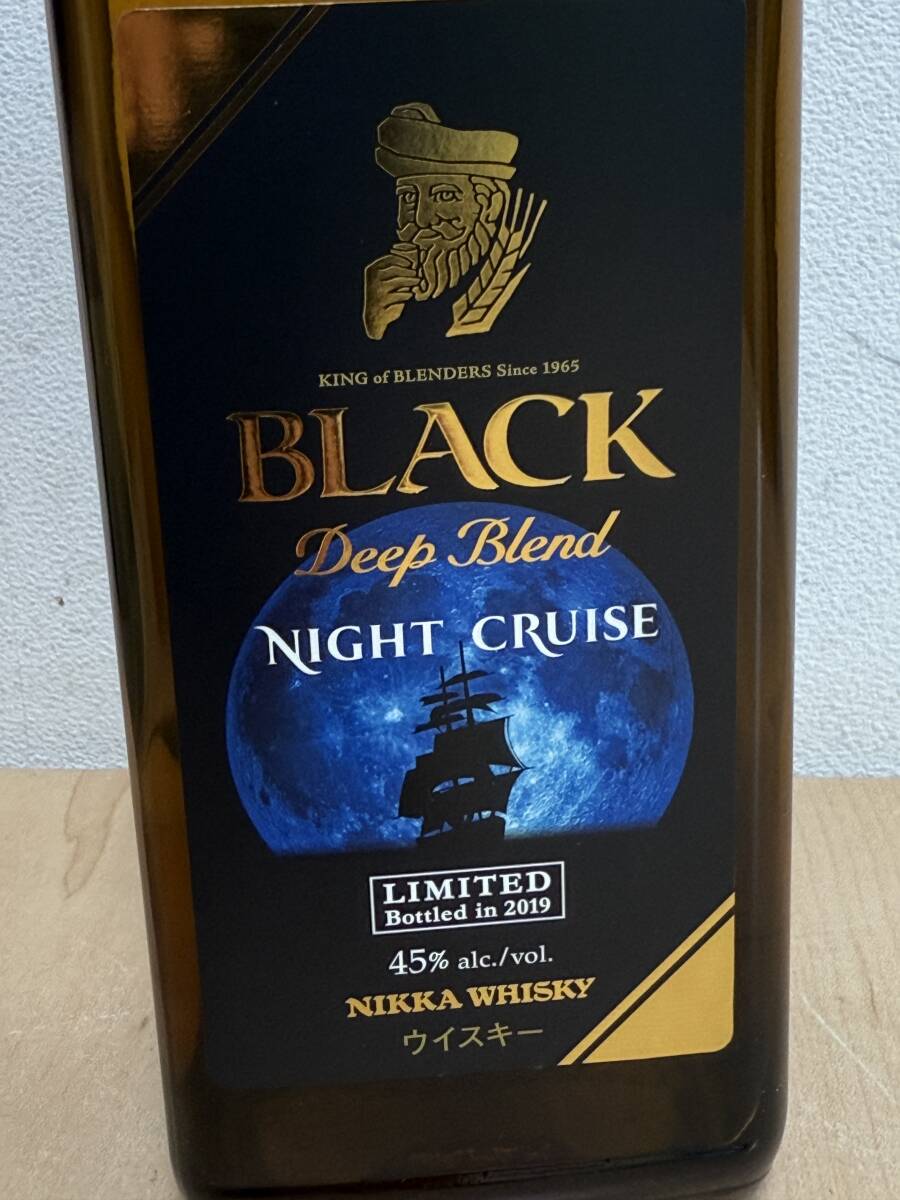 KING of BLENDERS Since 1965
BLACK
Deep Blend
NIGHT CRUISE
LIMITED
Bottled in 2019
45% alc./vol.
NIKKA WHISKY
ウイスキー